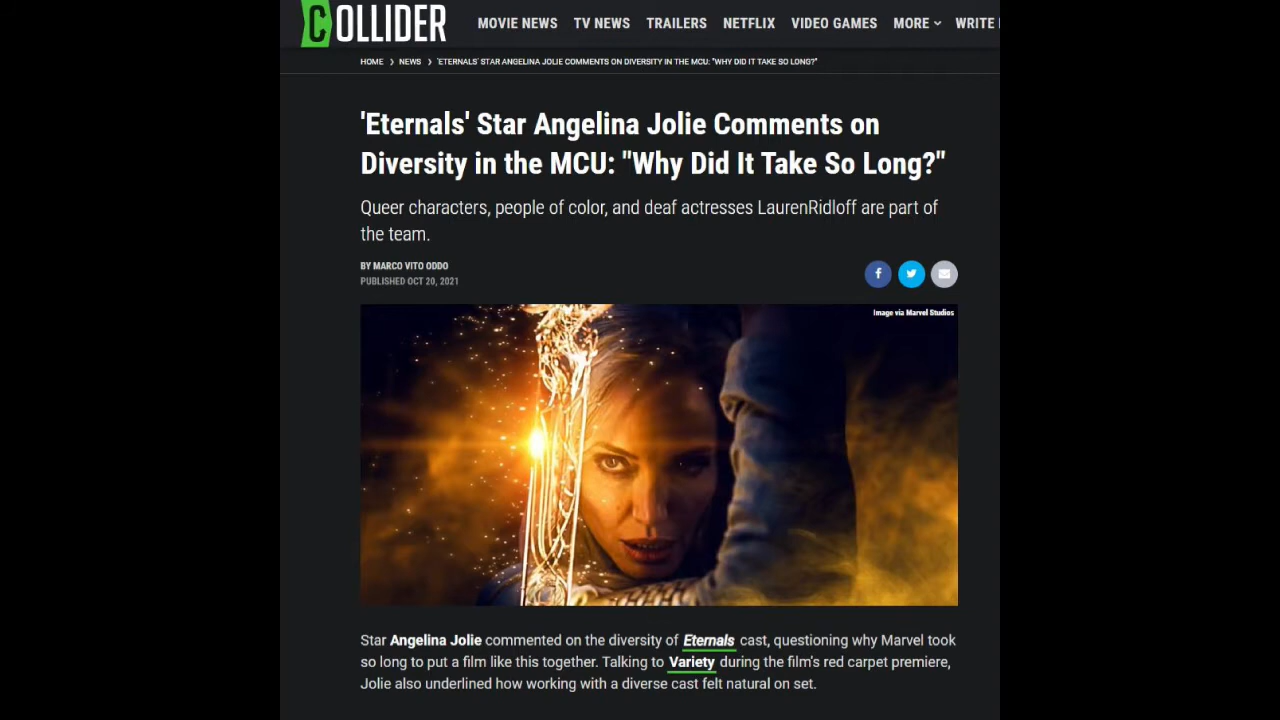 COLLIDER
MOVIE NEWS TV NEWS TRAILERS NETFLIX VIDEO GAMES MORE WRITE
HOME > NEWS > 'ETERNALS' STAR ANGELINA JOLIE COMMENTS ON DIVERSITY IN THE MCU: "WHY DID IT TAKE SO LONG?"
'Eternals' Star Angelina Jolie Comments on
Diversity in the MCU: "Why Did It Take So Long?"
Queer characters, people of color, and deaf actresses LaurenRidloff are part of
the team.
BY MARCO VITO ODDO
PUBLISHED OCT 20, 2021
f
Image via Marvel Studios
Star Angelina Jolie commented on the diversity of Eternals cast, questioning why Marvel took
so long to put a film like this together. Talking to Variety during the film's red carpet premiere,
Jolie also underlined how working with a diverse cast felt natural on set.